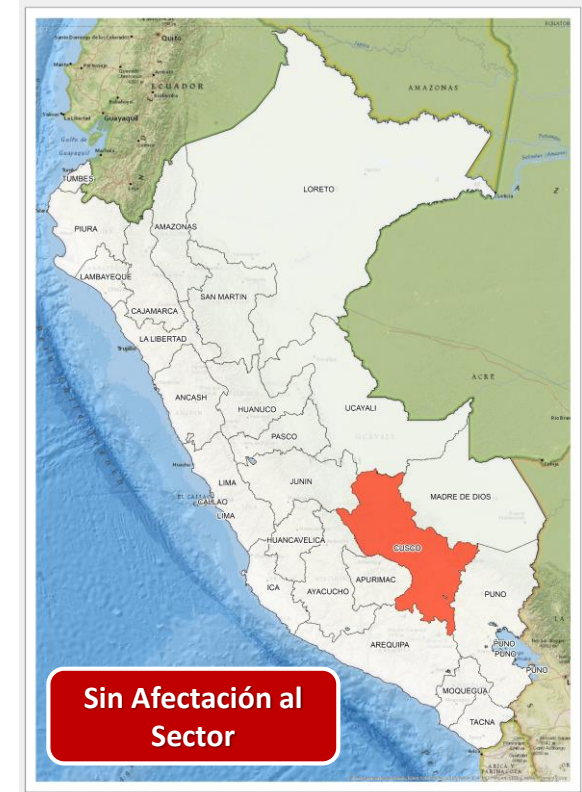 ECUADOR
Quito
Guayaquil
AMAZONAS
TUMBES
LORETO
PIURA
AMAZONAS
LAMBAYEQUE
SAN MARTIN
CAJAMARCA
LA LIBERTAD
Trujillo
ACRE
ANCASH
HUANUCO
UCAYALI
PASCO
LIMA
JUNIN
MADRE DE DIOS
CALLAO
LIMA
HUANCAVELICA
CUSCO
ICA
AYACUCHO
APURIMAC
PUNO
AREQUIPA
PUNO
PUNO
PUNO
MOQUEGUA
TACNA
Sin Afectación al
Sector